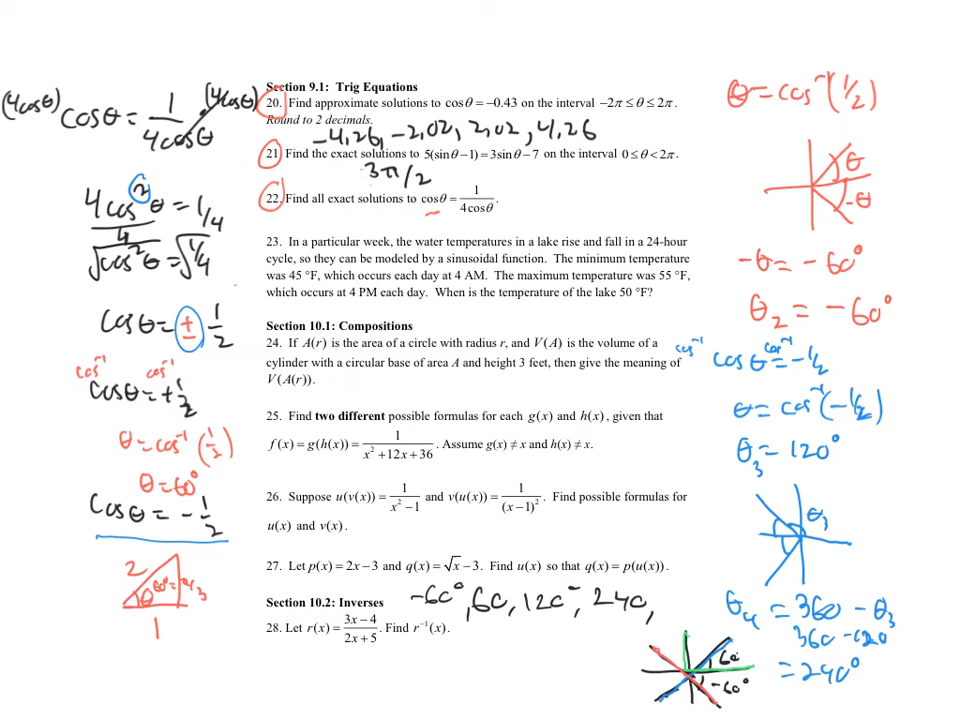 Section 9.1: Trig Equations
20. Find approximate solutions to cosθ = −0.43 on the interval −2π ≤ θ ≤ 2π.
Round to 2 decimals.
-4,26, -2,02, 2,02, 4,26
21. Find the exact solutions to 5(sinθ−1) = 3sinθ−7 on the interval 0 ≤ θ < 2π.
3π/2
22. Find all exact solutions to cosθ = 1/(4cosθ).
23. In a particular week, the water temperatures in a lake rise and fall in a 24-hour
cycle, so they can be modeled by a sinusoidal function. The minimum temperature
was 45 °F, which occurs each day at 4 AM. The maximum temperature was 55 °F,
which occurs at 4 PM each day. When is the temperature of the lake 50 °F?
Section 10.1: Compositions
24. If A(r) is the area of a circle with radius r, and V(A) is the volume of a
cylinder with a circular base of area A and height 3 feet, then give the meaning of
V(A(r)).
25. Find two different possible formulas for each g(x) and h(x), given that
f(x) = g(h(x)) = 1/(x² + 12x + 36). Assume g(x) ≠ x and h(x) ≠ x.
26. Suppose u(v(x)) = 1/(x² − 1) and v(u(x)) = 1/(x−1)². Find possible formulas for
u(x) and v(x).
27. Let p(x) = 2x − 3 and q(x) = √x − 3. Find u(x) so that q(x) = p(u(x)).
Section 10.2: Inverses
-60°, 60, 120°, 240,
28. Let r(x) = (3x − 4)/(2x + 5). Find r⁻¹(x).
(4cosθ) cosθ = 1/(4cosθ) · (4cosθ)
4cos²θ/4 = 1/4
√cos²θ = √1/4
cosθ = ± 1/2
cos⁻¹ cos⁻¹
cosθ = + 1/2
θ = cos⁻¹(1/2)
θ = 60°
cosθ = − 1/2
2
θ 60°
1
θ = cos⁻¹(1/2)
θ
-θ
-θ = -60°
θ₂ = -60°
cos⁻¹ cosθ = cos⁻¹ -1/2
θ = cos⁻¹(-1/2)
θ₃ = 120°
θ₃
θ₄ = 360 - θ₃
360 - 120
= 240°
60
-60°